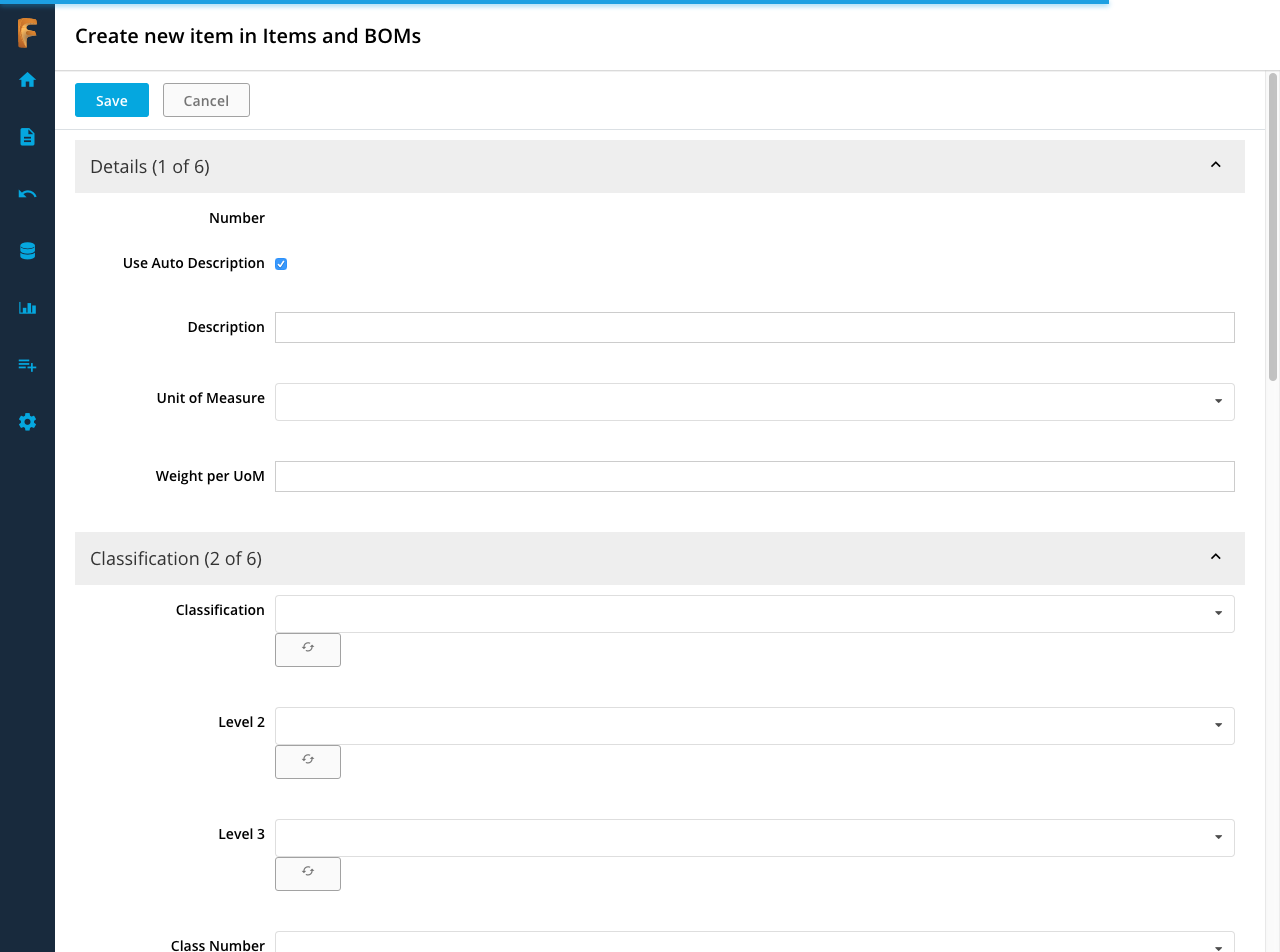 Create new item in Items and BOMs
Save
Cancel
Details (1 of 6)
Number
Use Auto Description
Description
Unit of Measure
Weight per UoM
Classification (2 of 6)
Classification
Level 2
Level 3
Class Number